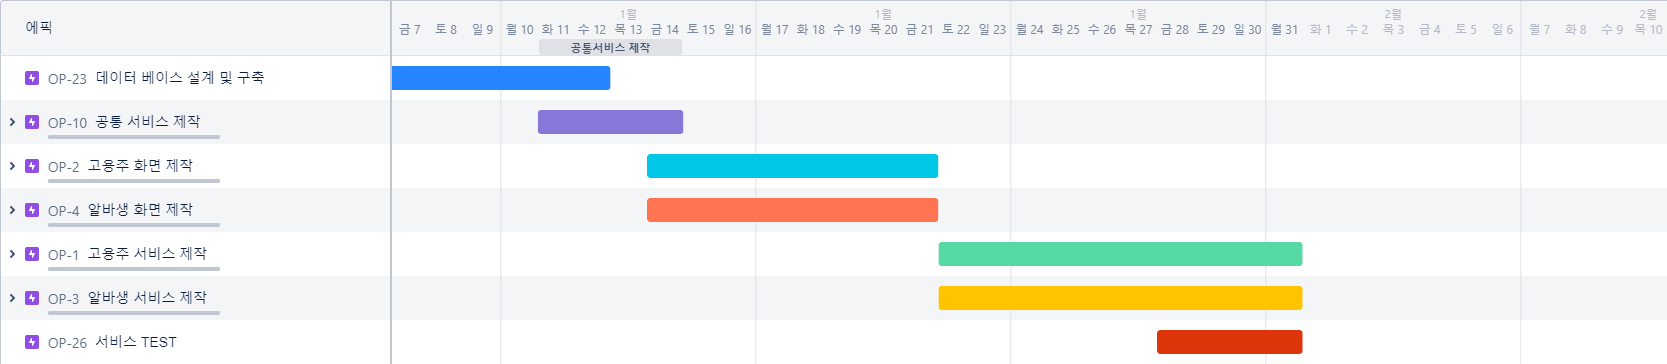 에픽
1월 1월 1월 2월 2월
금 7 토 8 일 9 월 10 화 11 수 12 목 13 금 14 토 15 일 16 월 17 화 18 수 19 목 20 금 21 토 22 일 23 월 24 화 25 수 26 목 27 금 28 토 29 일 30 월 31 화 1 수 2 목 3 금 4 토 5 일 6 월 7 화 8 수 9 목 10
공통서비스 제작
OP-23 데이터 베이스 설계 및 구축
OP-10 공통 서비스 제작
OP-2 고용주 화면 제작
OP-4 알바생 화면 제작
OP-1 고용주 서비스 제작
OP-3 알바생 서비스 제작
OP-26 서비스 TEST